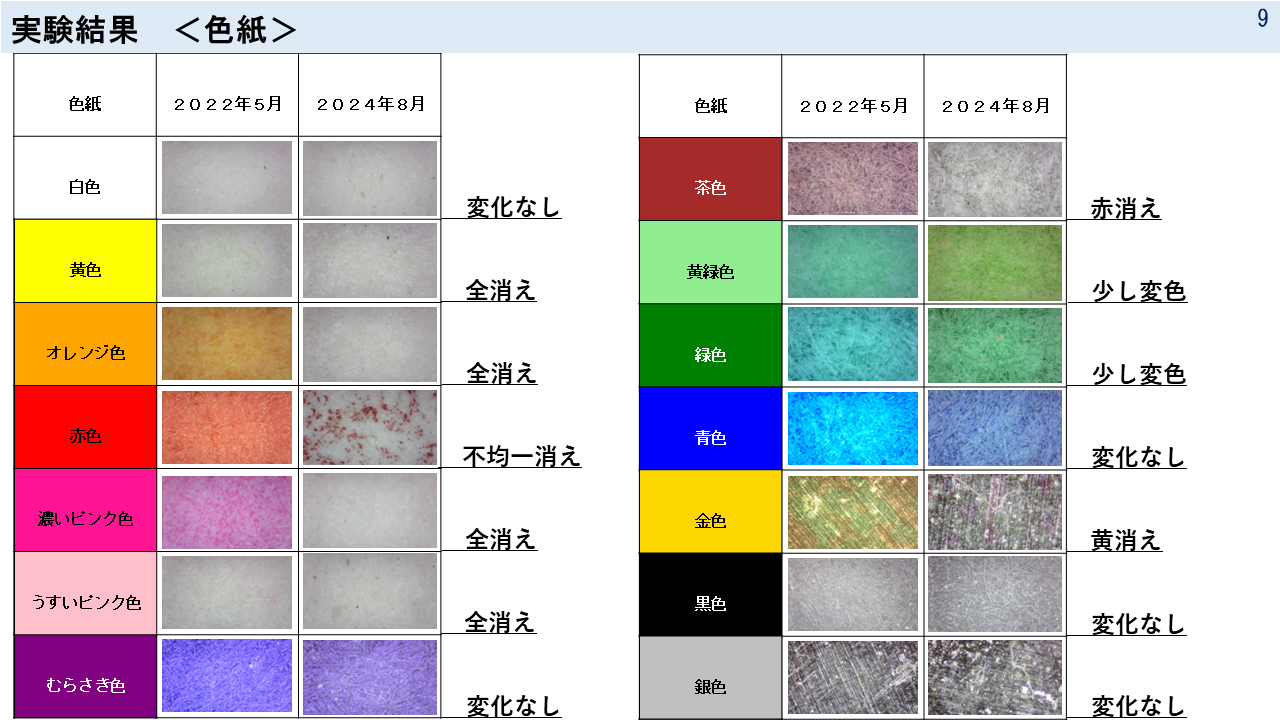 実験結果　＜色紙＞
9
色紙 ２０２２年５月 ２０２４年８月
白色 変化なし
黄色 全消え
オレンジ色 全消え
赤色 不均一消え
濃いピンク色 全消え
うすいピンク色 全消え
むらさき色 変化なし
色紙 ２０２２年５月 ２０２４年８月
茶色 赤消え
黄緑色 少し変色
緑色 少し変色
青色 変化なし
金色 黄消え
黒色 変化なし
銀色 変化なし